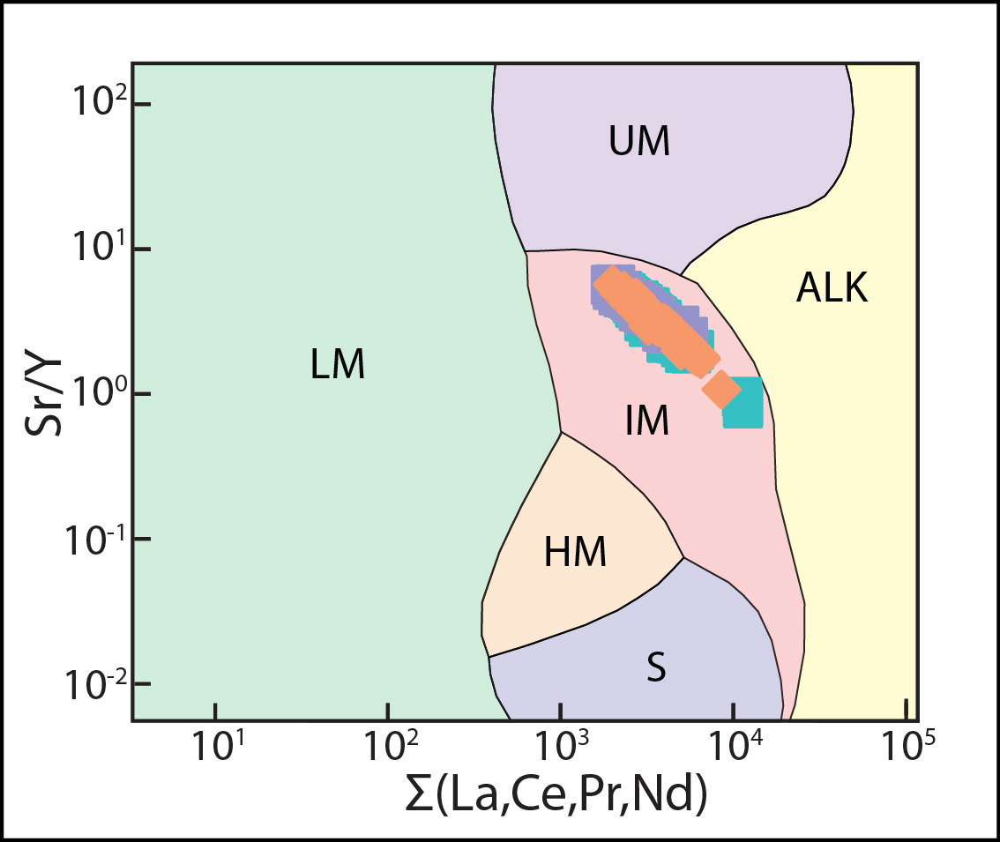 10²
UM
10¹
ALK
LM
Sr/Y
10⁰
IM
10⁻¹
HM
S
10⁻²
10¹ 10² 10³ 10⁴ 10⁵
Σ(La,Ce,Pr,Nd)